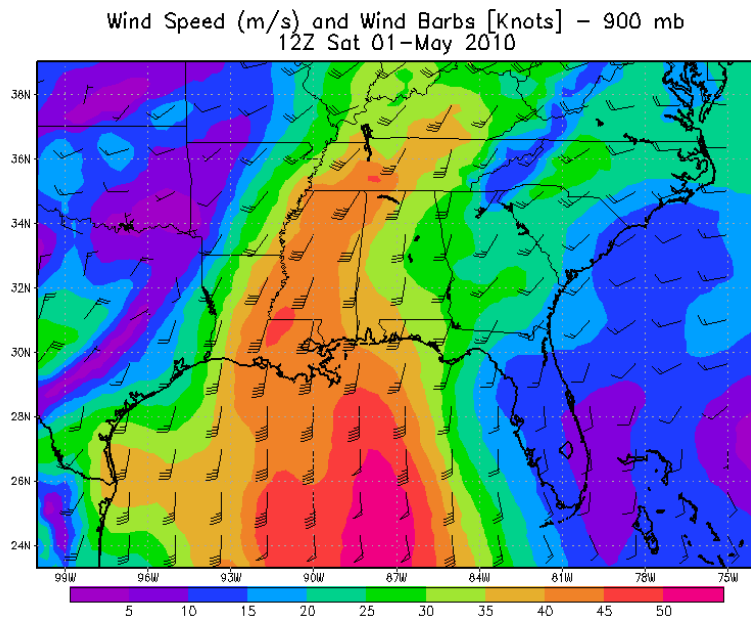 Wind Speed (m/s) and Wind Barbs [Knots] – 900 mb
12Z Sat 01-May 2010
38N
36N
34N
32N
30N
28N
26N
24N
99W 96W 93W 90W 87W 84W 81W 78W 75W
5 10 15 20 25 30 35 40 45 50